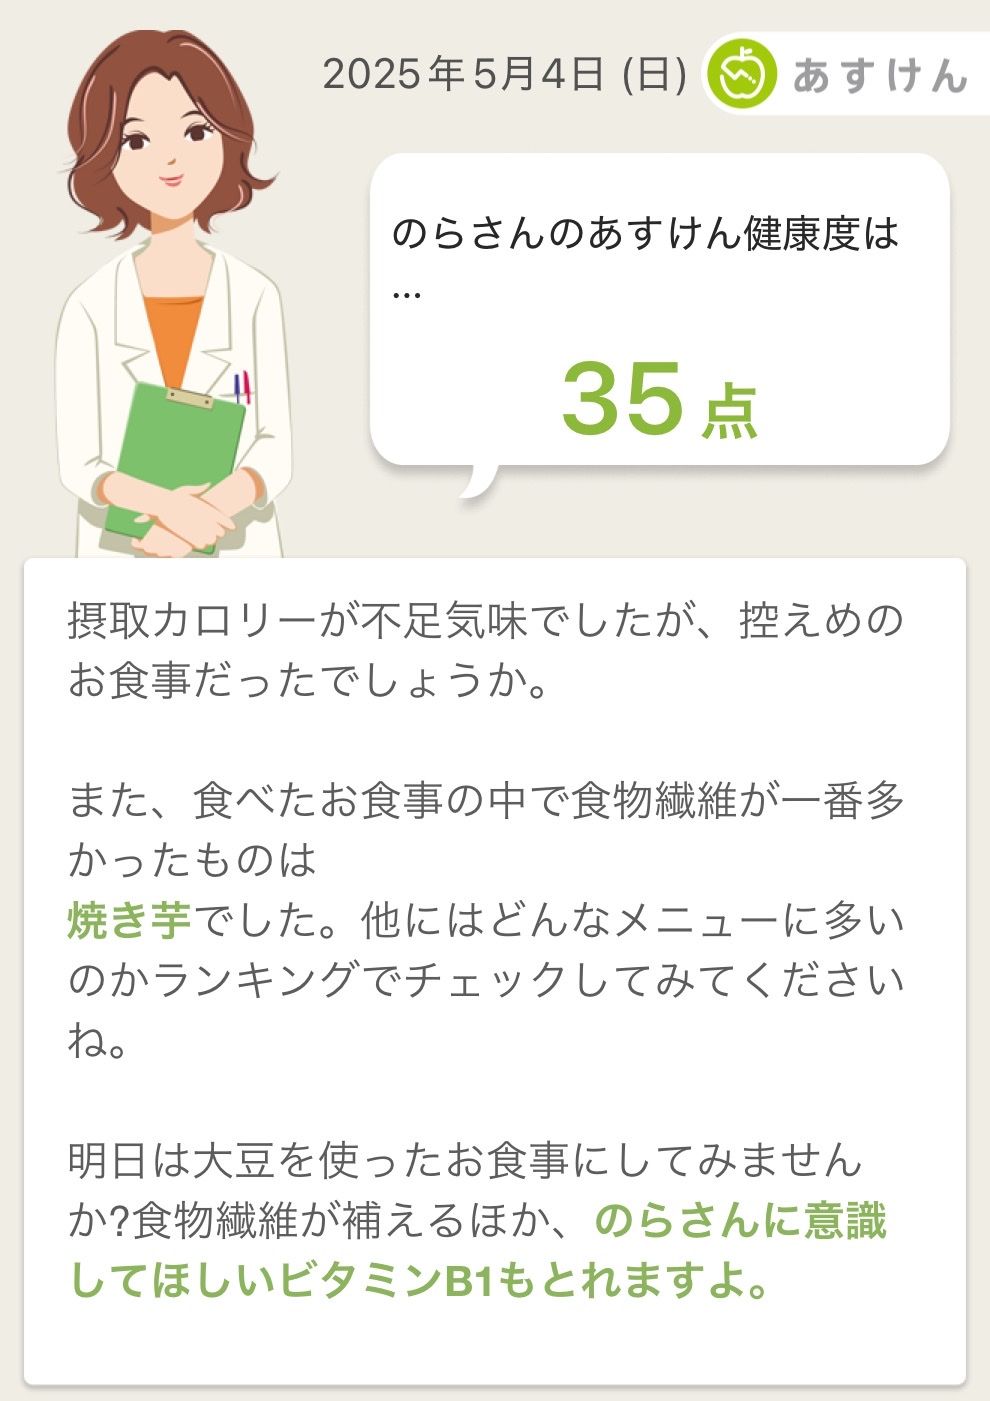 2025年5月4日 (日)
あすけん
のらさんのあすけん健康度は
...
35点
摂取カロリーが不足気味でしたが、控えめの
お食事だったでしょうか。
また、食べたお食事の中で食物繊維が一番多
かったものは
焼き芋でした。他にはどんなメニューに多い
のかランキングでチェックしてみてください
ね。
明日は大豆を使ったお食事にしてみません
か?食物繊維が補えるほか、のらさんに意識
してほしいビタミンB1もとれますよ。